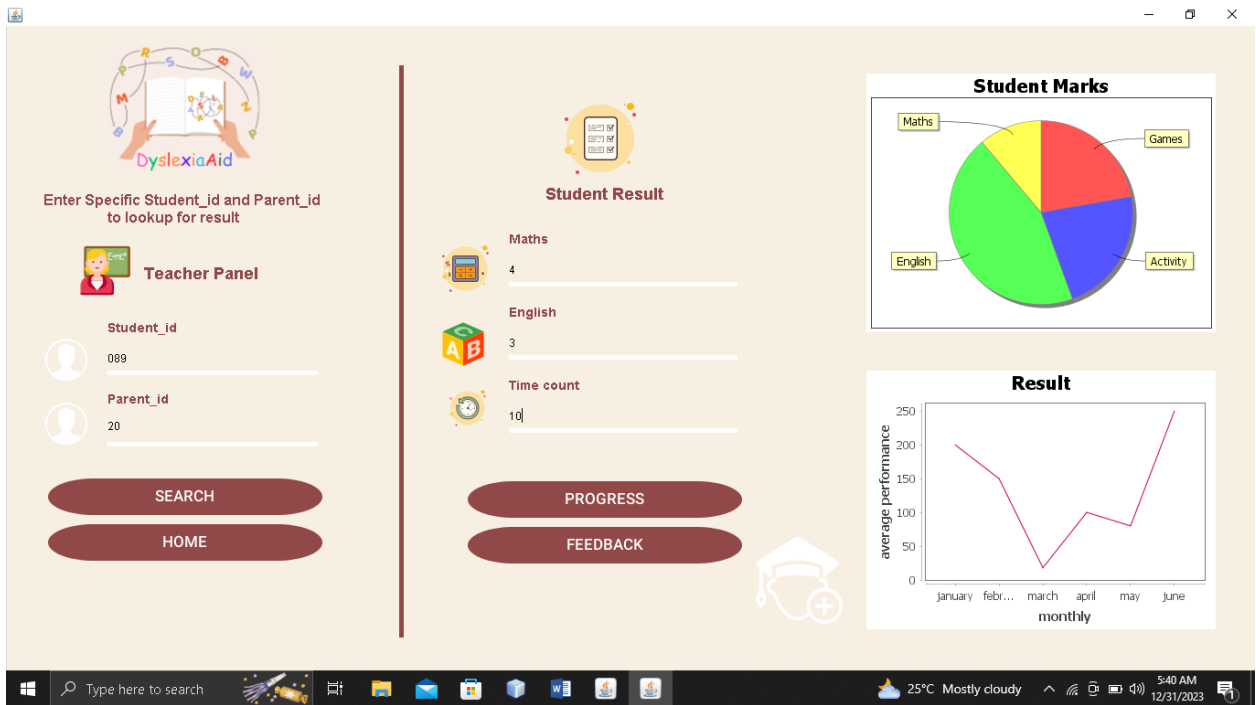 DyslexiaAid
Enter Specific Student_id and Parent_id
to lookup for result
E=mc²
Teacher Panel
Student_id
089
Parent_id
20
SEARCH
HOME
Student Result
Maths
4
English
3
Time count
10
PROGRESS
FEEDBACK
Student Marks
Maths
Games
English
Activity
Result
average performance
250
200
150
100
50
0
january febr... march april may june
monthly
Type here to search
25°C Mostly cloudy
5:40 AM
12/31/2023
1